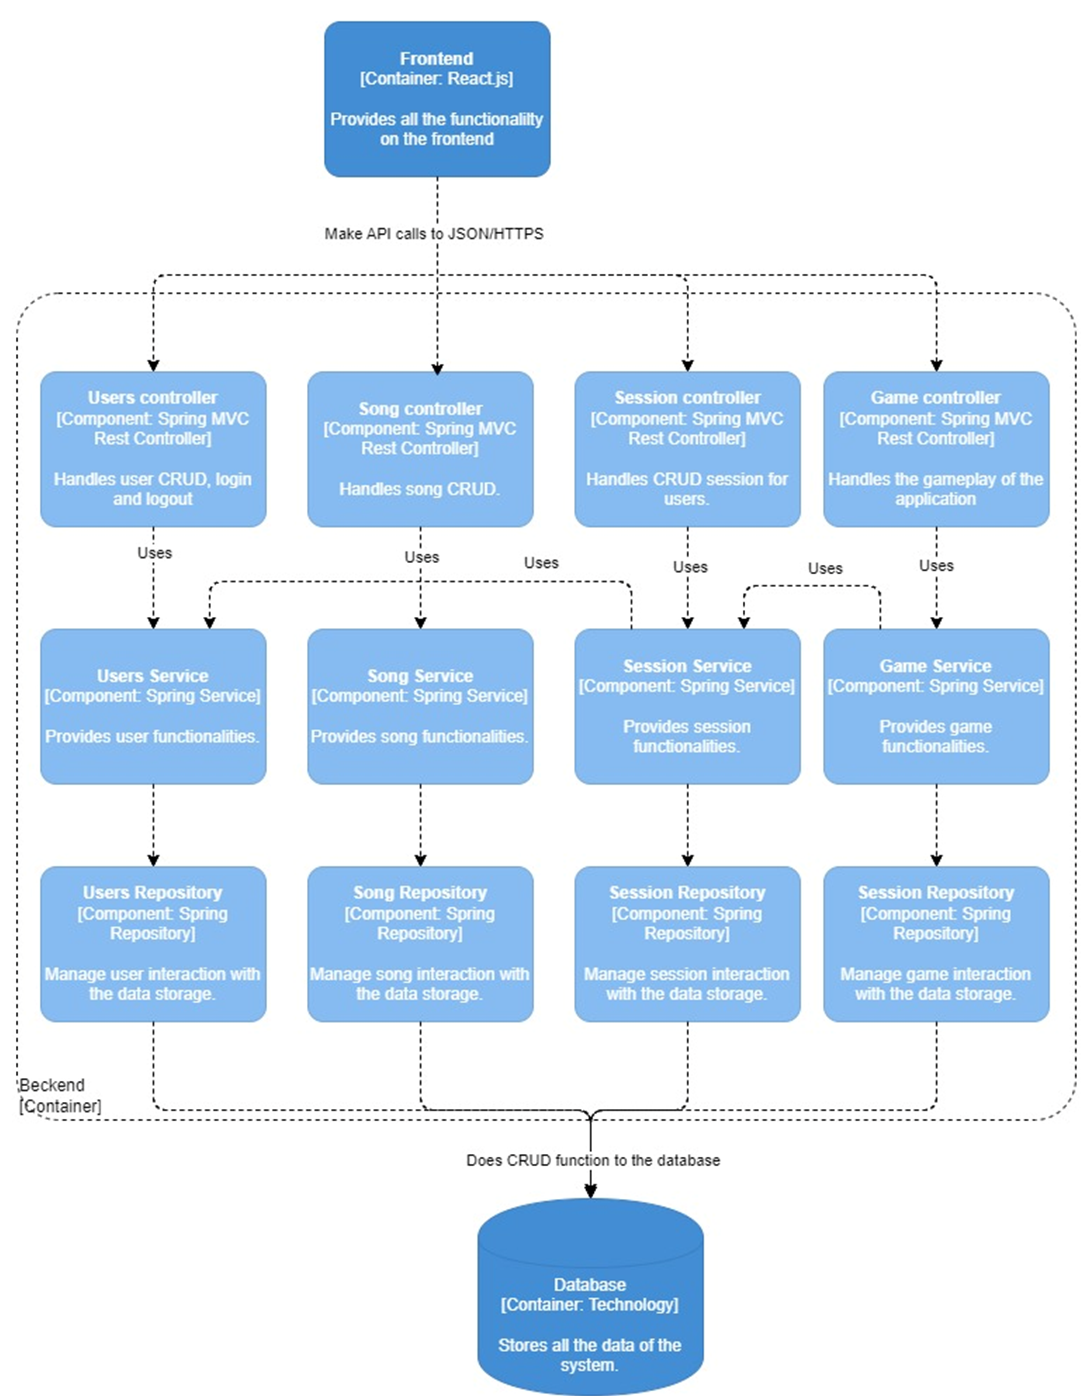 Frontend
[Container: React.js]
Provides all the functionalilty
on the frontend
Make API calls to JSON/HTTPS
Users controller
[Component: Spring MVC
Rest Controller]
Handles user CRUD, login
and logout
Song controller
[Component: Spring MVC
Rest Controller]
Handles song CRUD.
Session controller
[Component: Spring MVC
Rest Controller]
Handles CRUD session for
users.
Game controller
[Component: Spring MVC
Rest Controller]
Handles the gameplay of the
application
Uses
Uses
Uses
Uses
Uses
Uses
Users Service
[Component: Spring Service]
Provides user functionalities.
Song Service
[Component: Spring Service]
Provides song functionalities.
Session Service
[Component: Spring Service]
Provides session
functionalities.
Game Service
[Component: Spring Service]
Provides game
functionalities.
Users Repository
[Component: Spring
Repository]
Manage user interaction with
the data storage.
Song Repository
[Component: Spring
Repository]
Manage song interaction with
the data storage.
Session Repository
[Component: Spring
Repository]
Manage session interaction
with the data storage.
Session Repository
[Component: Spring
Repository]
Manage game interaction
with the data storage.
Beckend
[Container]
Does CRUD function to the database
Database
[Container: Technology]
Stores all the data of the
system.